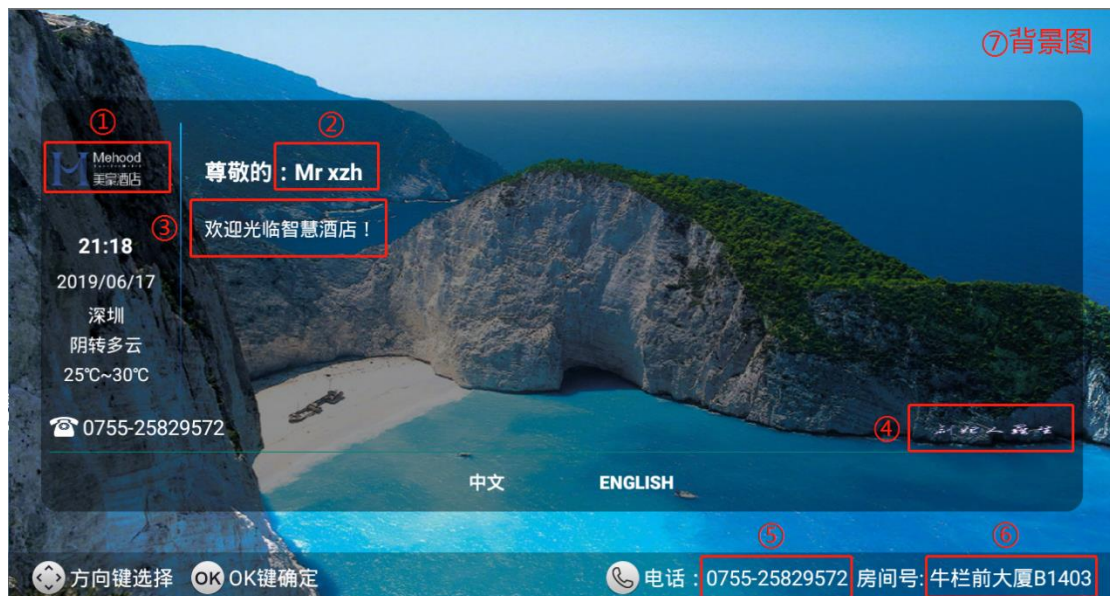 ⑦背景图
①
②
Mehood
美豪酒店
尊敬的：Mr xzh
③
欢迎光临智慧酒店！
21:18
2019/06/17
深圳
阴转多云
25℃~30℃
0755-25829572
④
中文 ENGLISH
⑤
⑥
方向键选择 OK OK键确定
电话：0755-25829572 房间号: 牛栏前大厦B1403